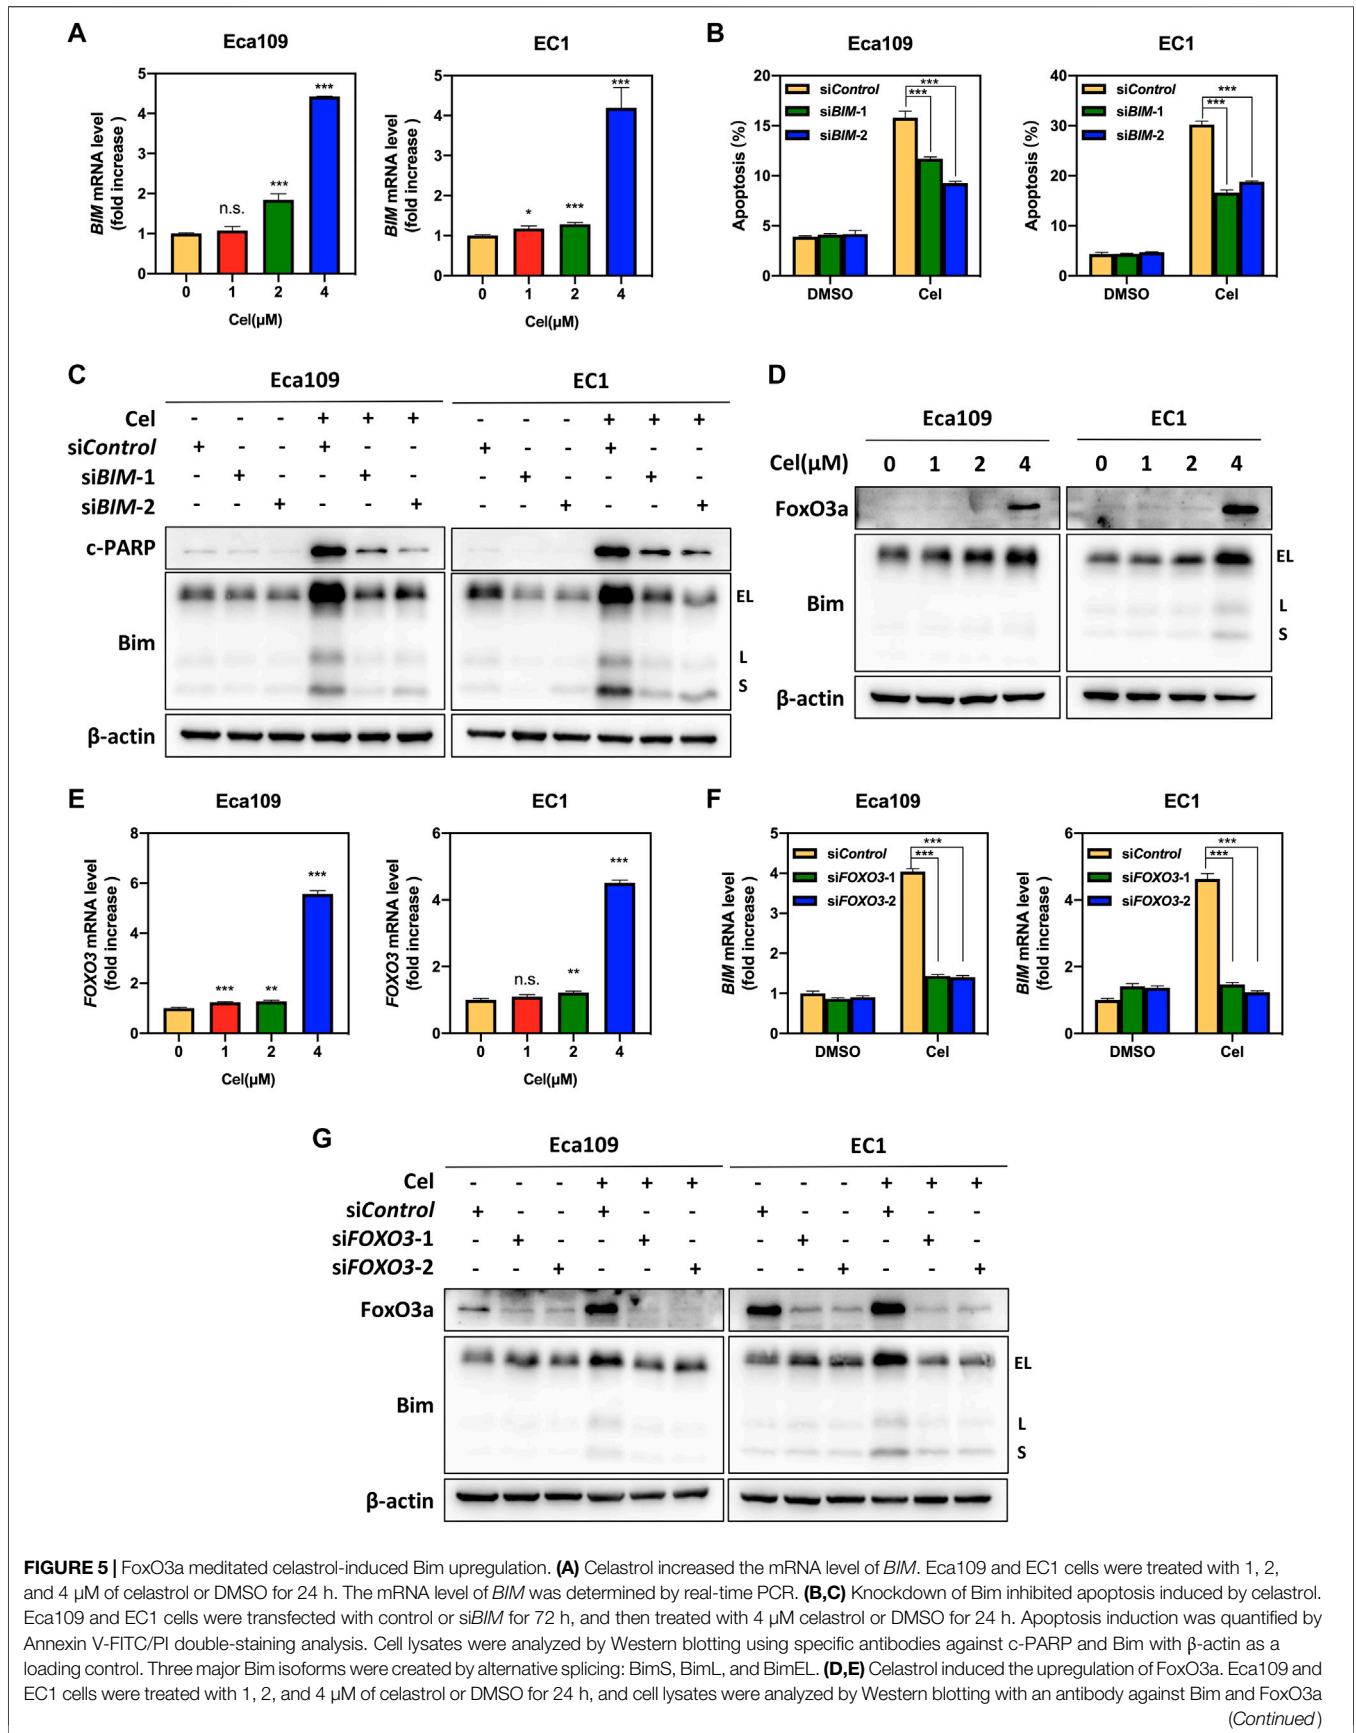 A
Eca109
BIM mRNA level
(fold increase )
5
4
3
2
1
0
n.s.
***
***
0 1 2 4
Cel(μM)
EC1
BIM mRNA level
(fold increase )
5
4
3
2
1
0
*
***
***
0 1 2 4
Cel(μM)
B
Eca109
Apoptosis (%)
20
15
10
5
0
siControl
siBIM-1
siBIM-2
***
***
DMSO Cel
EC1
Apoptosis (%)
40
30
20
10
0
siControl
siBIM-1
siBIM-2
***
***
DMSO Cel
C
Eca109 EC1
Cel - - - + + + - - - + + +
siControl + - - + - - + - - + - -
siBIM-1 - + - - + - - + - - + -
siBIM-2 - - + - - + - - + - - +
c-PARP
Bim
EL
L
S
β-actin
D
Eca109 EC1
Cel(μM) 0 1 2 4 0 1 2 4
FoxO3a
Bim
EL
L
S
β-actin
E
Eca109
FOXO3 mRNA level
(fold increase )
8
6
4
2
0
***
**
***
0 1 2 4
Cel(μM)
EC1
FOXO3 mRNA level
(fold increase )
6
4
2
0
n.s.
**
***
0 1 2 4
Cel(μM)
F
Eca109
BIM mRNA level
(fold increase )
5
4
3
2
1
0
siControl
siFOXO3-1
siFOXO3-2
***
***
DMSO Cel
EC1
BIM mRNA level
(fold increase )
6
4
2
0
siControl
siFOXO3-1
siFOXO3-2
***
***
DMSO Cel
G
Eca109 EC1
Cel - - - + + + - - - + + +
siControl + - - + - - + - - + - -
siFOXO3-1 - + - - + - - + - - + -
siFOXO3-2 - - + - - + - - + - - +
FoxO3a
Bim
EL
L
S
β-actin
FIGURE 5 | FoxO3a meditated celastrol-induced Bim upregulation. (A) Celastrol increased the mRNA level of BIM. Eca109 and EC1 cells were treated with 1, 2,
and 4 μM of celastrol or DMSO for 24 h. The mRNA level of BIM was determined by real-time PCR. (B,C) Knockdown of Bim inhibited apoptosis induced by celastrol.
Eca109 and EC1 cells were transfected with control or siBIM for 72 h, and then treated with 4 μM celastrol or DMSO for 24 h. Apoptosis induction was quantified by
Annexin V-FITC/PI double-staining analysis. Cell lysates were analyzed by Western blotting using specific antibodies against c-PARP and Bim with β-actin as a
loading control. Three major Bim isoforms were created by alternative splicing: BimS, BimL, and BimEL. (D,E) Celastrol induced the upregulation of FoxO3a. Eca109 and
EC1 cells were treated with 1, 2, and 4 μM of celastrol or DMSO for 24 h, and cell lysates were analyzed by Western blotting with an antibody against Bim and FoxO3a
(Continued)